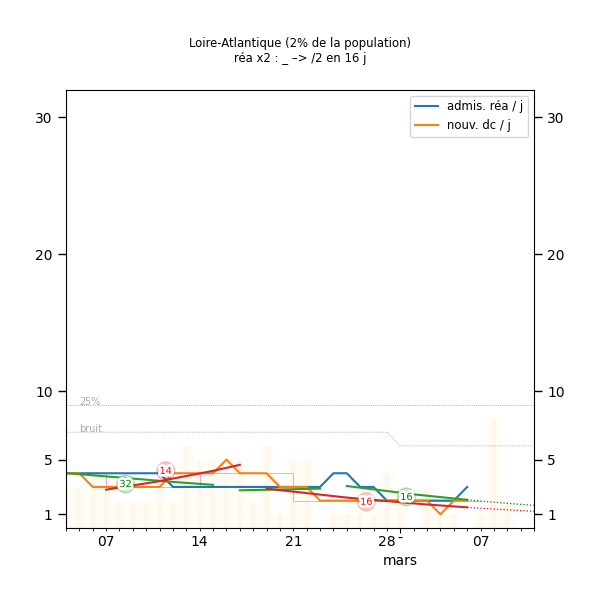 Loire-Atlantique (2% de la population)
réa x2 : _ –> /2 en 16 j
admis. réa / j
nouv. dc / j
30 30
20 20
10 10
25%
bruit
5 5
14
32
16
16
1 1
07 14 21 28 07
mars